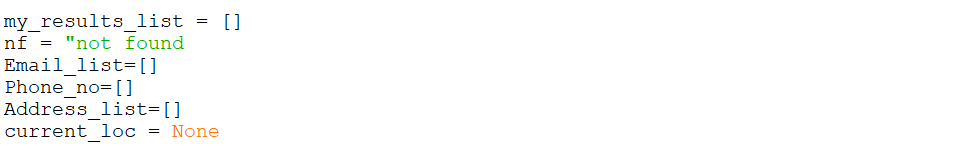 my_results_list = []
nf = "not found
Email_list=[]
Phone_no=[]
Address_list=[]
current_loc = None